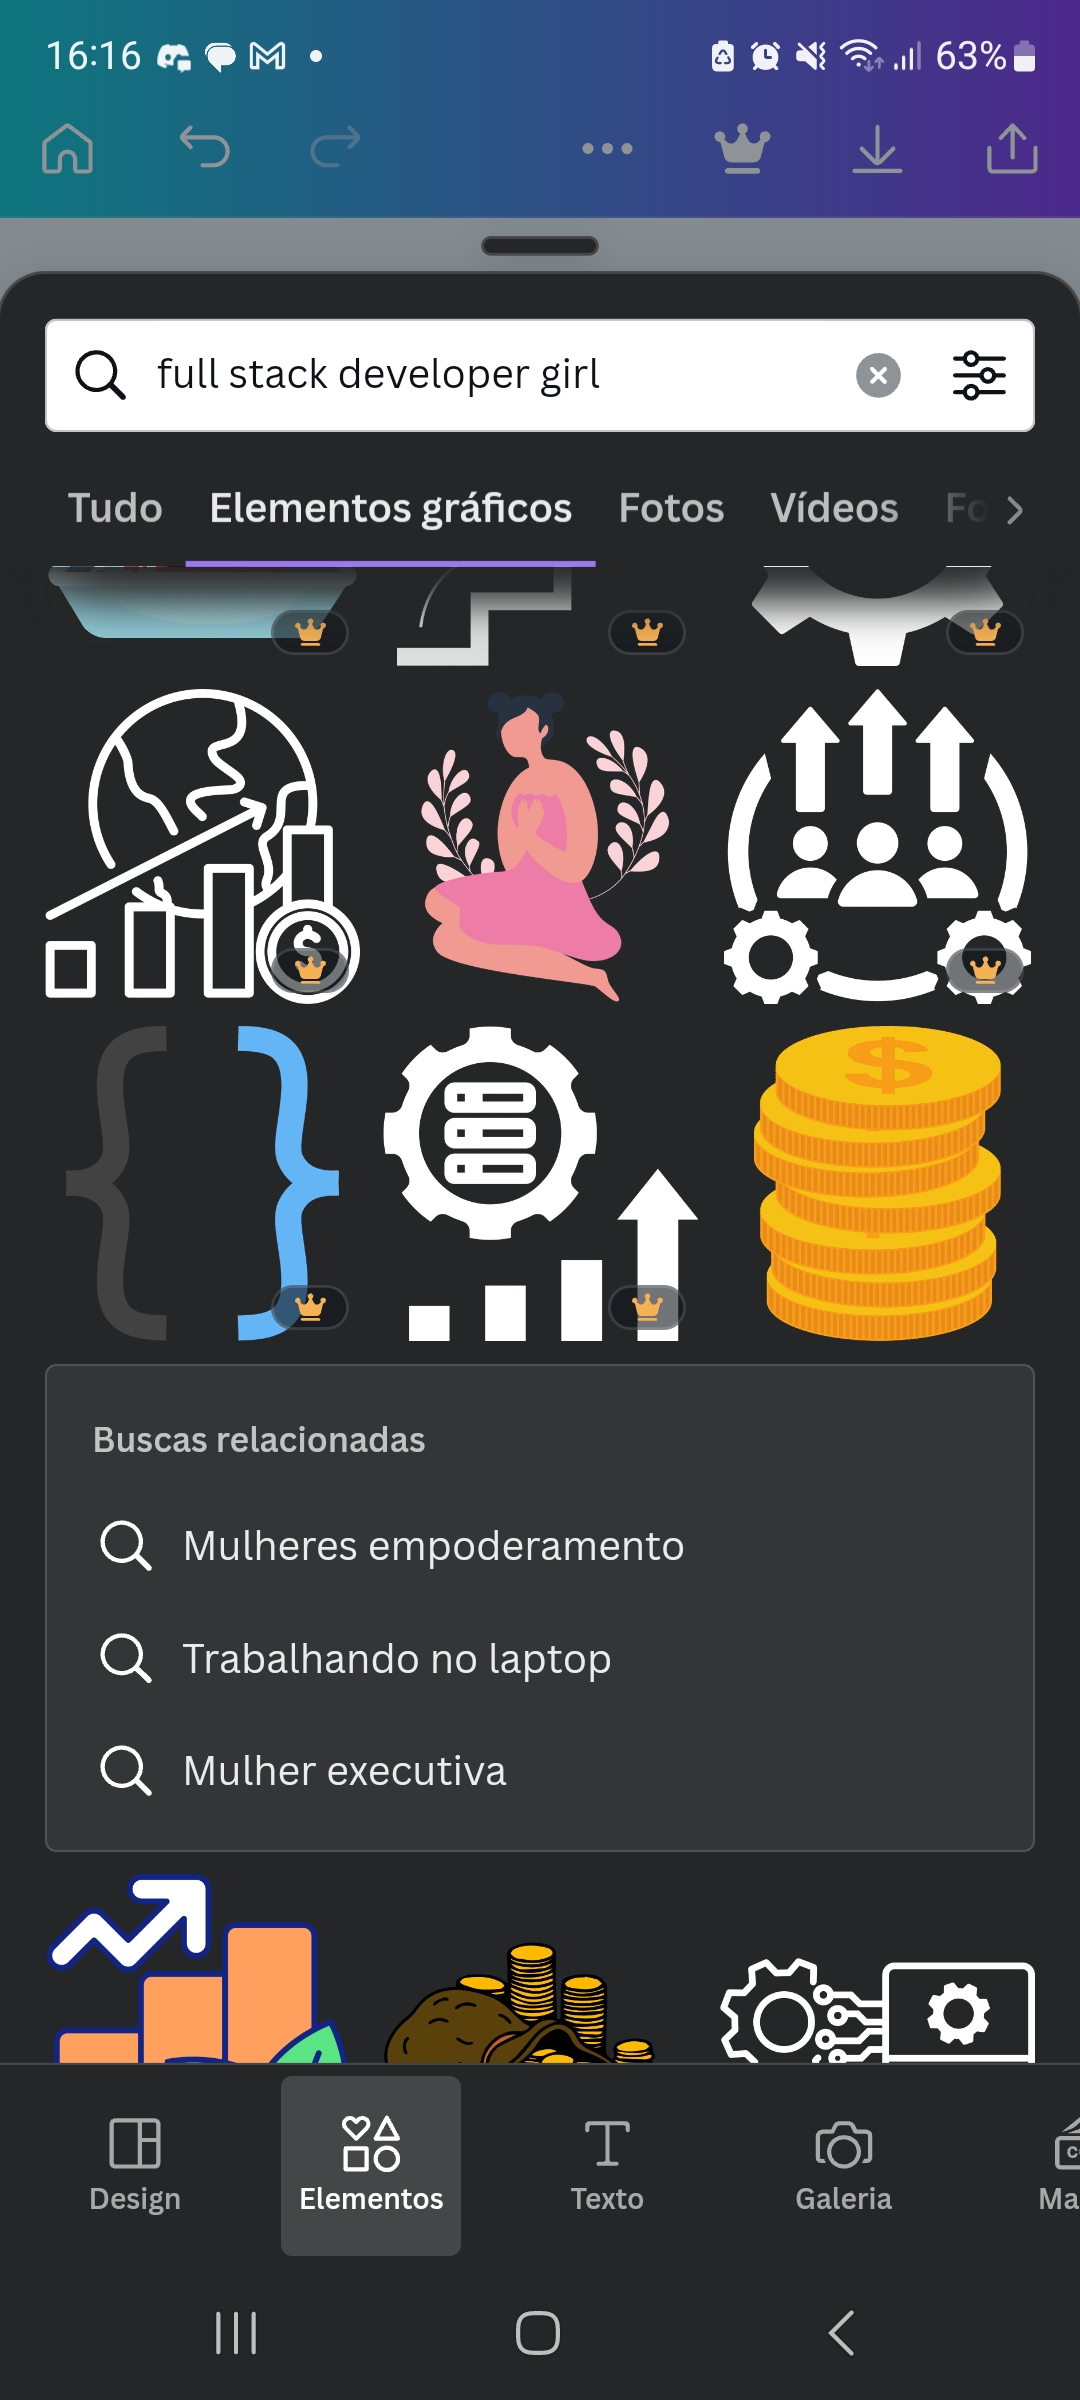 16:16
63%
full stack developer girl
Tudo
Elementos gráficos
Fotos
Vídeos
Fo
$
$
Buscas relacionadas
Mulheres empoderamento
Trabalhando no laptop
Mulher executiva
Design
Elementos
Texto
Galeria
Ma